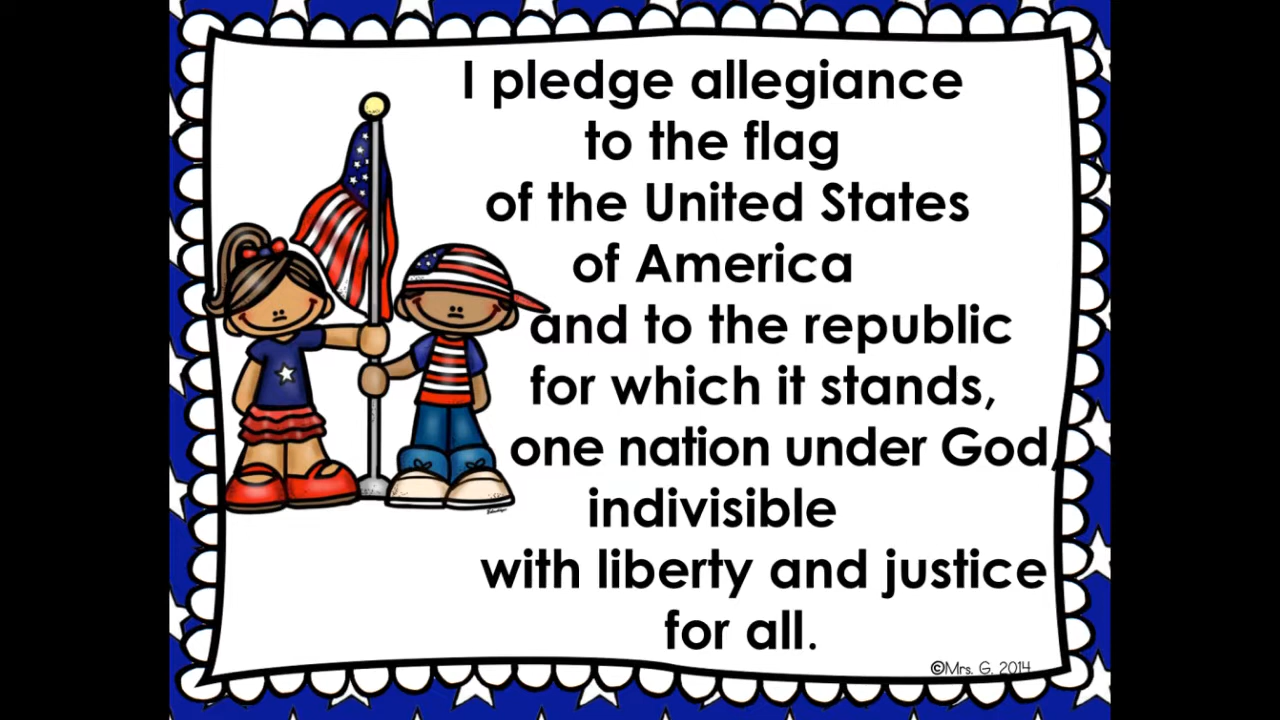 I pledge allegiance
to the flag
of the United States
of America
and to the republic
for which it stands,
one nation under God,
indivisible
with liberty and justice
for all.
©Mrs. G. 2014